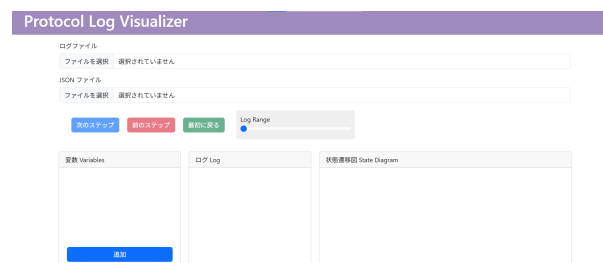 Protocol Log Visualizer
ログファイル
ファイルを選択 選択されていません
JSON ファイル
ファイルを選択 選択されていません
次のステップ 前のステップ 最初に戻る Log Range
変数 Variables ログ Log 状態遷移図 State Diagram
追加